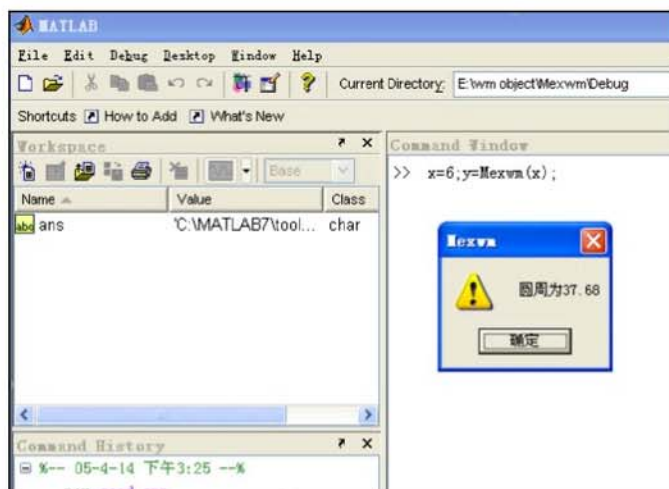 MATLAB
File Edit Debug Desktop Window Help
Current Directory: E:\wm object\Mexwm\Debug
Shortcuts How to Add What's New
Workspace
Base
Name Value Class
abc ans 'C:\MATLAB7\tool... char
Command Window
>> x=6;y=Mexwm(x);
Mexwm
圆周为37.68
确定
Command History
%-- 05-4-14 下午3:25 --%